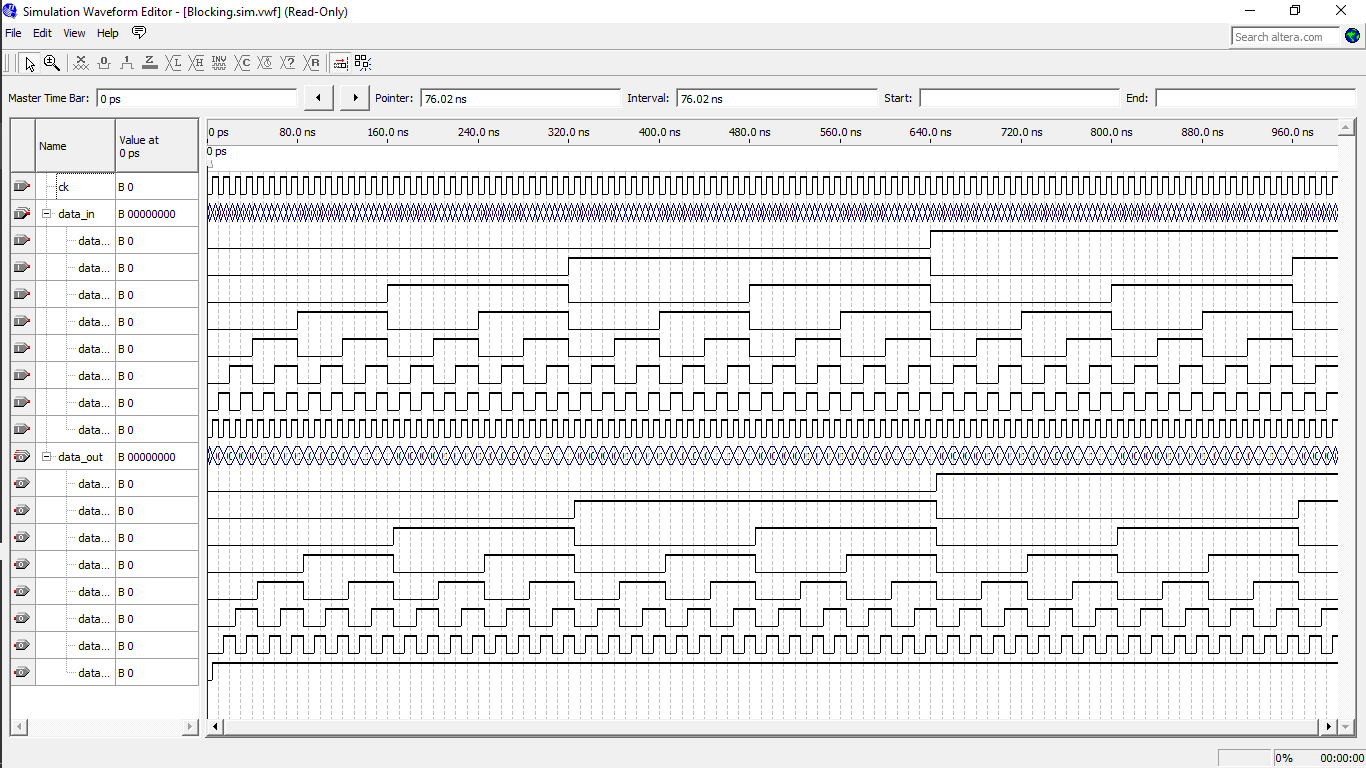 Simulation Waveform Editor - [Blocking.sim.vwf] (Read-Only)
File Edit View Help
Search altera.com
Master Time Bar: 0 ps Pointer: 76.02 ns Interval: 76.02 ns Start: End:
Name Value at 0 ps
0 ps 80.0 ns 160.0 ns 240.0 ns 320.0 ns 400.0 ns 480.0 ns 560.0 ns 640.0 ns 720.0 ns 800.0 ns 880.0 ns 960.0 ns
0 ps
ck B 0
data_in B 00000000
data... B 0
data... B 0
data... B 0
data... B 0
data... B 0
data... B 0
data... B 0
data... B 0
data_out B 00000000
data... B 0
data... B 0
data... B 0
data... B 0
data... B 0
data... B 0
data... B 0
data... B 0
0% 00:00:00